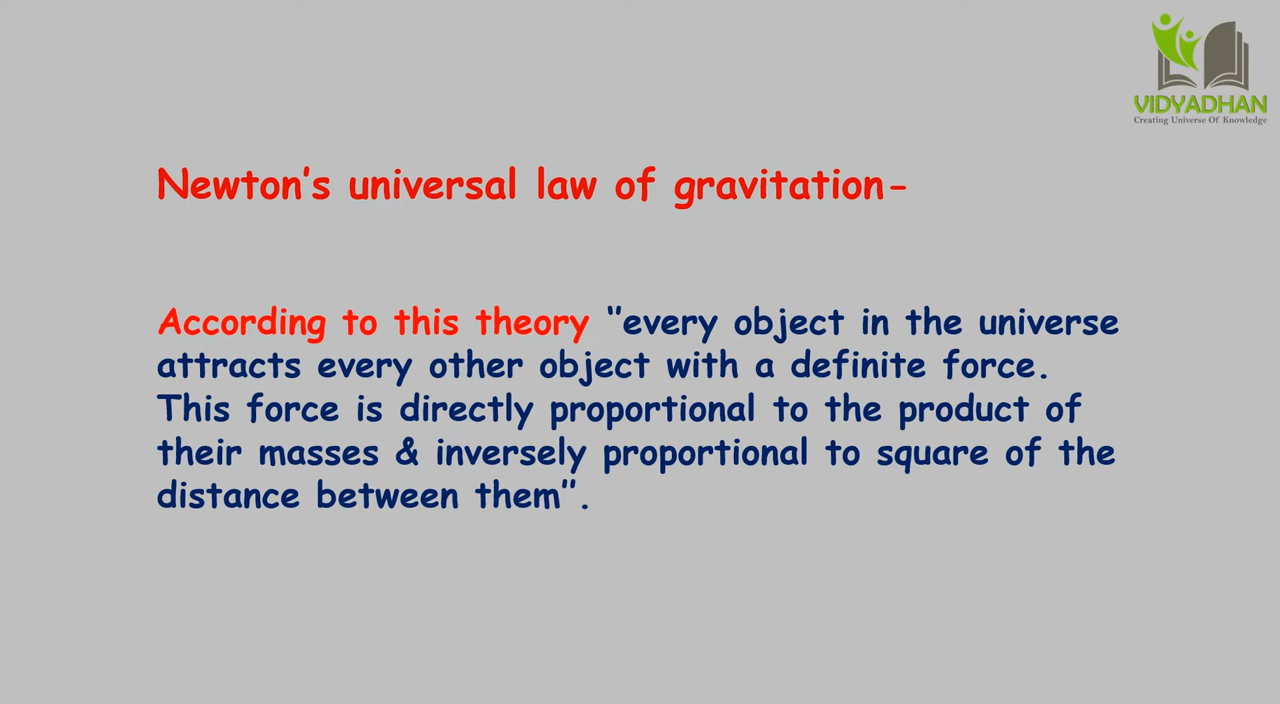 VIDYADHAN
Creating Universe Of Knowledge
Newton's universal law of gravitation-
According to this theory "every object in the universe
attracts every other object with a definite force.
This force is directly proportional to the product of
their masses & inversely proportional to square of the
distance between them".